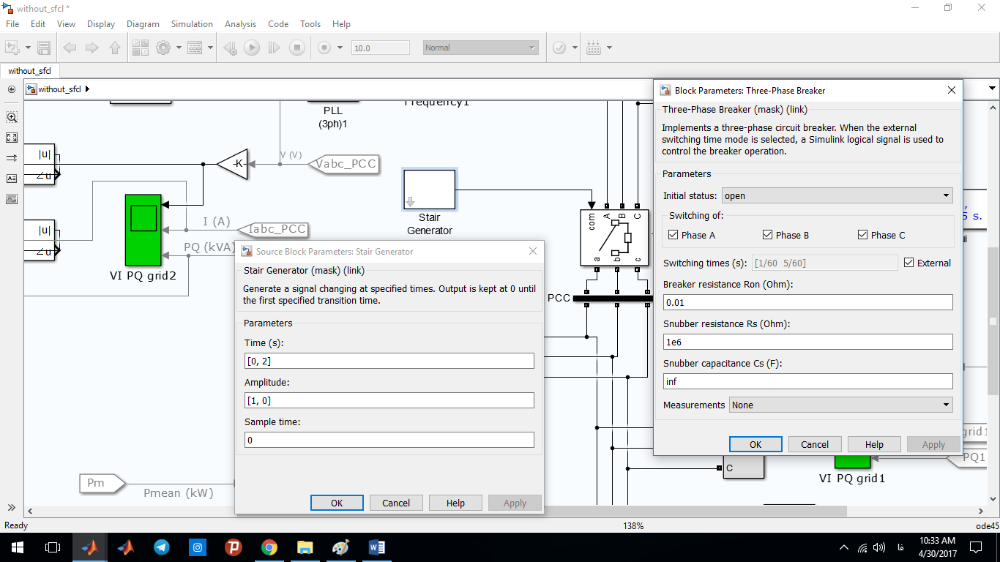 without_sfcl *
File Edit View Display Diagram Simulation Analysis Code Tools Help
10.0 Normal
without_sfcl
without_sfcl
PLL
(3ph)1
Frequency1
|u|
∠u
-K-
V (V)
Vabc_PCC
Stair
Generator
I (A)
Iabc_PCC
|u|
∠u
PQ (kVA)
VI PQ grid2
com
A
B
C
a
b
c
PCC
Pm
Pmean (kW)
Source Block Parameters: Stair Generator
Stair Generator (mask) (link)
Generate a signal changing at specified times. Output is kept at 0 until
the first specified transition time.
Parameters
Time (s):
[0, 2]
Amplitude:
[1, 0]
Sample time:
0
OK Cancel Help Apply
Block Parameters: Three-Phase Breaker
Three-Phase Breaker (mask) (link)
Implements a three-phase circuit breaker. When the external
switching time mode is selected, a Simulink logical signal is used to
control the breaker operation.
Parameters
Initial status: open
Switching of:
Phase A Phase B Phase C
Switching times (s): [1/60 5/60] External
Breaker resistance Ron (Ohm):
0.01
Snubber resistance Rs (Ohm):
1e6
Snubber capacitance Cs (F):
inf
Measurements None
OK Cancel Help Apply
5 s.
ui
grid1
PQ1
C
VI PQ grid1
Ready 138% ode45
فا
10:33 AM
4/30/2017